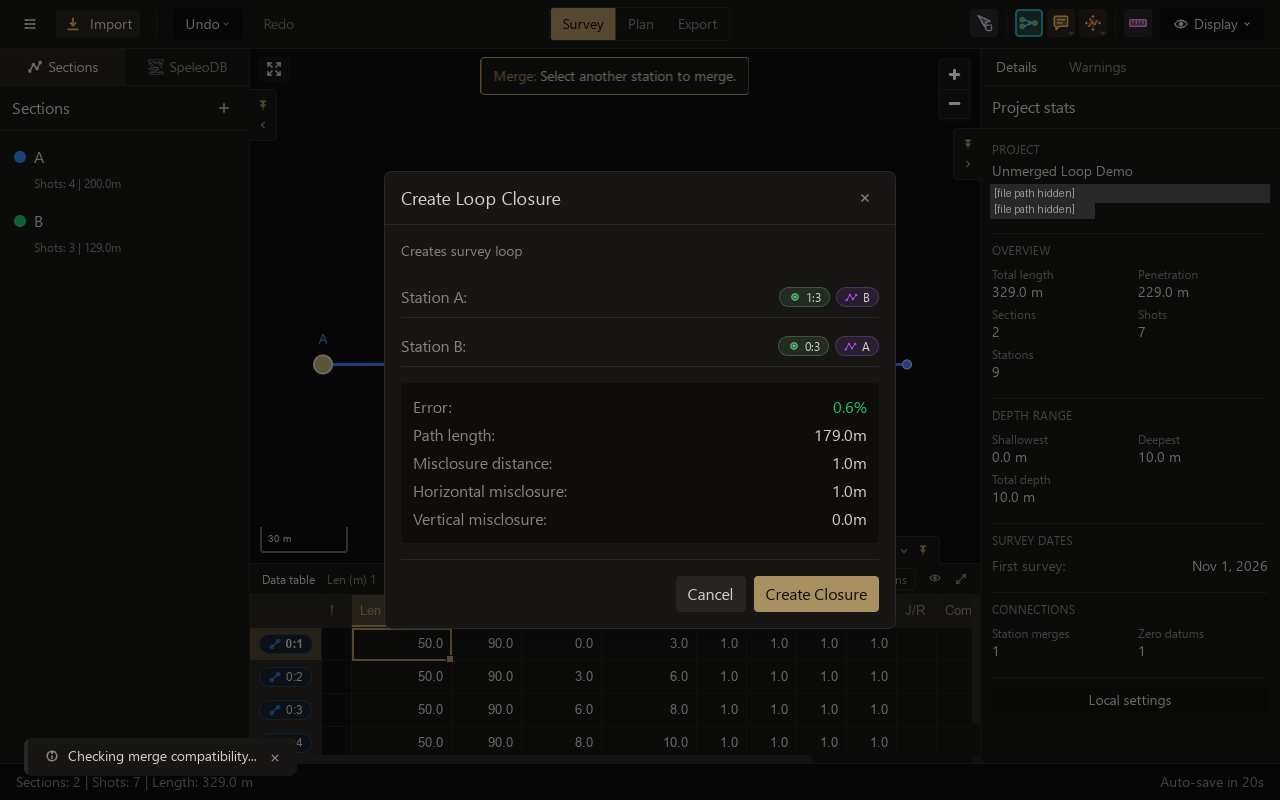 Import
Undo
Redo
Survey
Plan
Export
Display
Sections
SpeleoDB
Merge: Select another station to merge.
Details
Warnings
Sections
Project stats
A
Shots: 4 | 200.0m
B
Shots: 3 | 129.0m
PROJECT
Unmerged Loop Demo
[file path hidden]
[file path hidden]
OVERVIEW
Total length
Penetration
329.0 m
229.0 m
Sections
Shots
2
7
Stations
9
DEPTH RANGE
Shallowest
Deepest
0.0 m
10.0 m
Total depth
10.0 m
SURVEY DATES
First survey:
Nov 1, 2026
CONNECTIONS
Station merges
Zero datums
1
1
Local settings
A
30 m
Create Loop Closure
Creates survey loop
Station A:
1:3
B
Station B:
0:3
A
Error:
0.6%
Path length:
179.0m
Misclosure distance:
1.0m
Horizontal misclosure:
1.0m
Vertical misclosure:
0.0m
Cancel
Create Closure
Data table
Len (m) 1
ns
!
Len
J/R
Com
0:1 50.0 90.0 0.0 3.0 1.0 1.0 1.0 1.0
0:2 50.0 90.0 3.0 6.0 1.0 1.0 1.0 1.0
0:3 50.0 90.0 6.0 8.0 1.0 1.0 1.0 1.0
4 50.0 90.0 8.0 10.0 1.0 1.0 1.0 1.0
Checking merge compatibility...
Sections: 2 | Shots: 7 | Length: 329.0 m
Auto-save in 20s